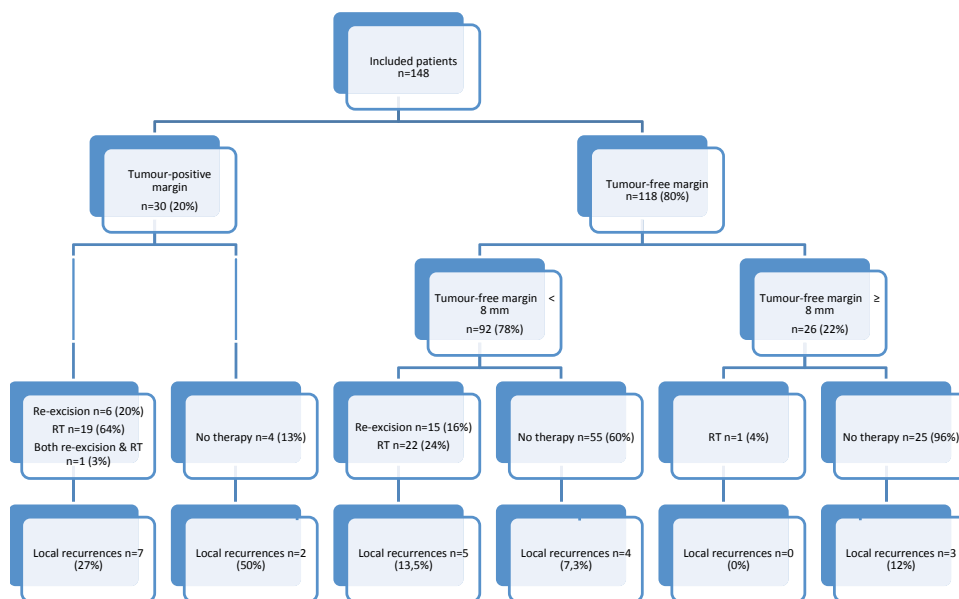 Included patients
n=148
Tumour-positive
margin
n=30 (20%)
Tumour-free margin
n=118 (80%)
Tumour-free margin <
8 mm
n=92 (78%)
Tumour-free margin ≥
8 mm
n=26 (22%)
Re-excision n=6 (20%)
RT n=19 (64%)
Both re-excision & RT
n=1 (3%)
No therapy n=4 (13%)
Re-excision n=15 (16%)
RT n=22 (24%)
No therapy n=55 (60%)
RT n=1 (4%)
No therapy n=25 (96%)
Local recurrences n=7
(27%)
Local recurrences n=2
(50%)
Local recurrences n=5
(13,5%)
Local recurrences n=4
(7,3%)
Local recurrences n=0
(0%)
Local recurrences n=3
(12%)